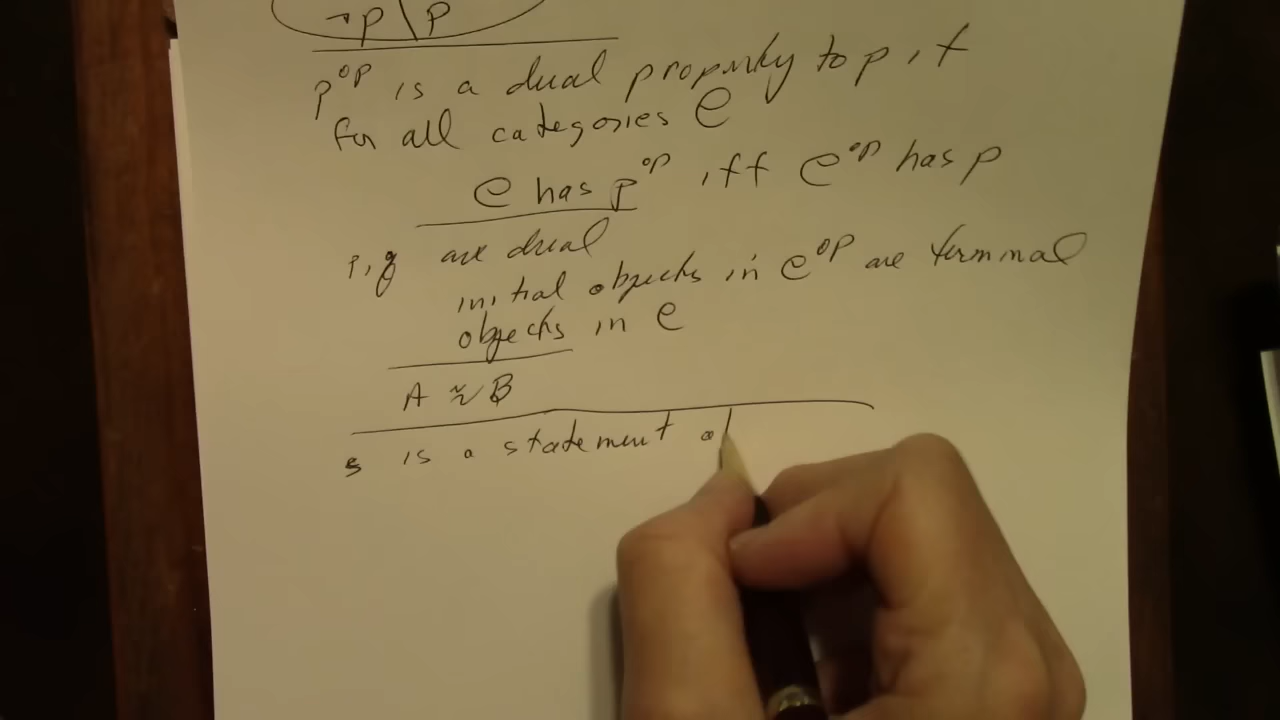 ¬p \ p
p^op is a dual property to p if
for all categories C
C has p^op iff C^op has p
p, q are dual
initial objects in C^op are terminal
objects in C
A ≈ B
s is a statement of